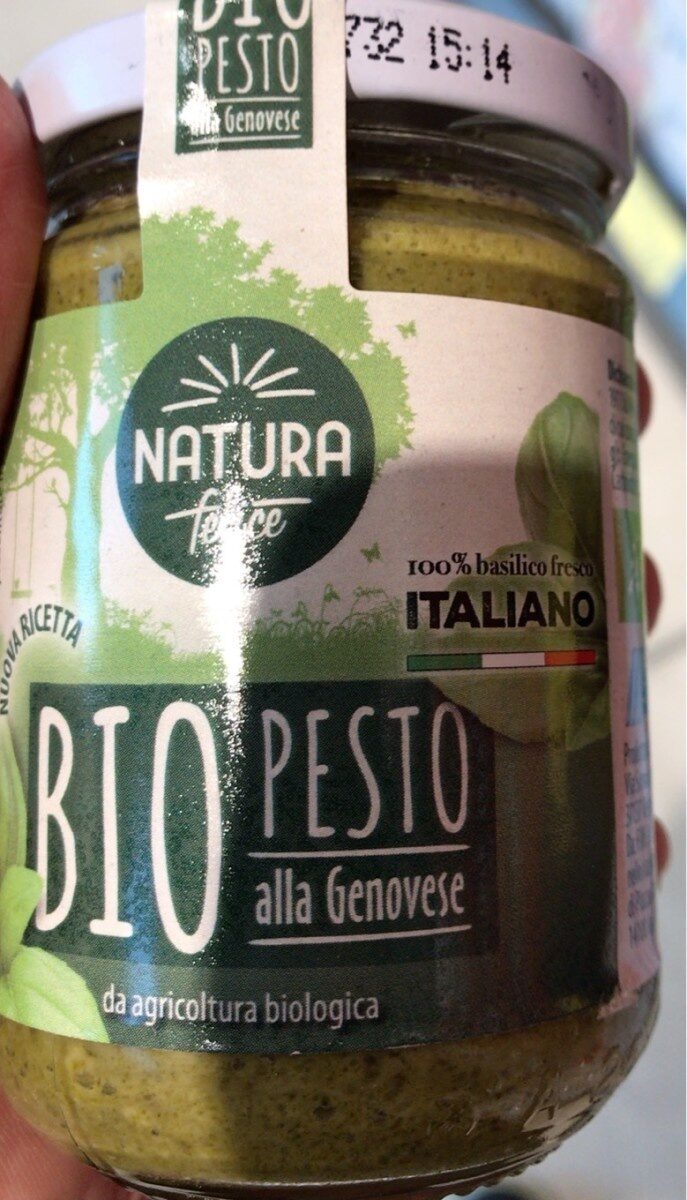 732 15:14
BIO
PESTO
alla Genovese
NATURA
felice
100% basilico fresco
ITALIANO
NUOVA RICETTA
BIO PESTO
alla Genovese
da agricoltura biologica